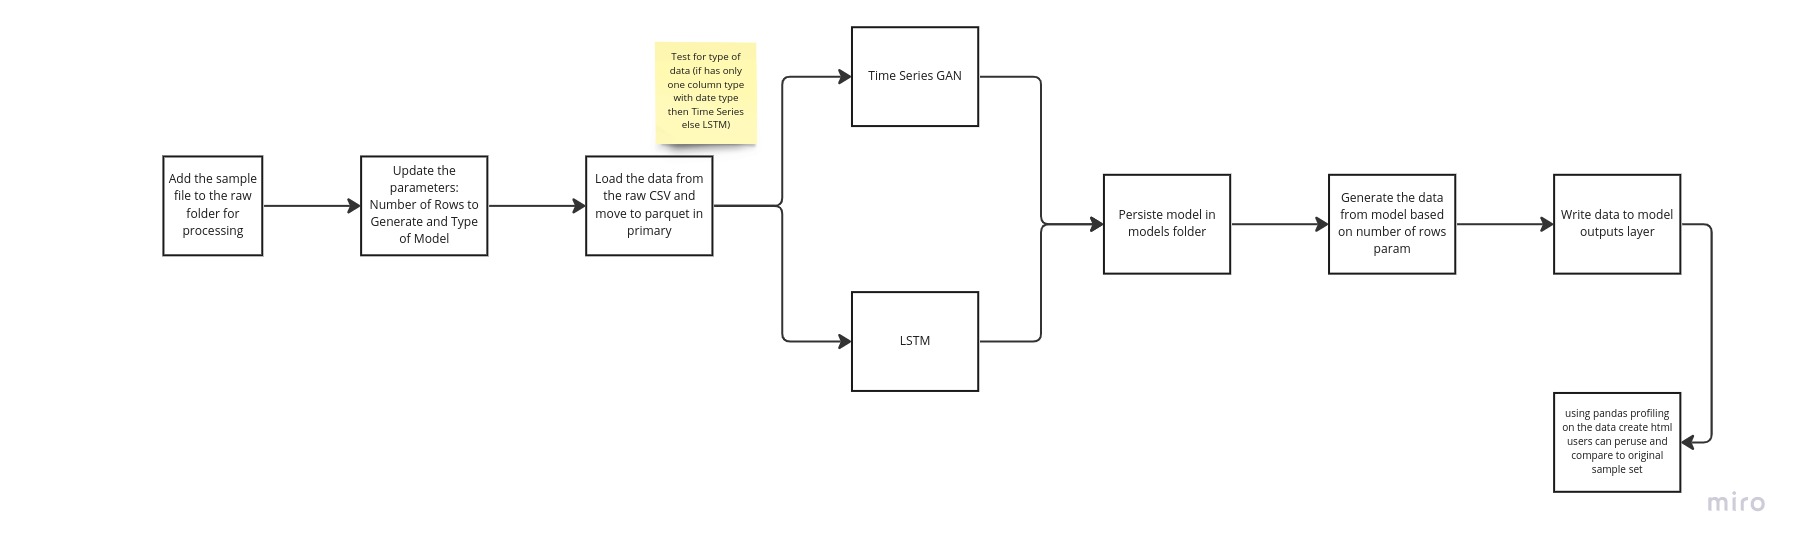 Add the sample
file to the raw
folder for
processing
Update the
parameters:
Number of Rows to
Generate and Type
of Model
Test for type of
data (if has only
one column type
with date type
then Time Series
else LSTM)
Load the data from
the raw CSV and
move to parquet in
primary
Time Series GAN
LSTM
Persiste model in
models folder
Generate the data
from model based
on number of rows
param
Write data to model
outputs layer
using pandas profiling
on the data create html
users can peruse and
compare to original
sample set
miro